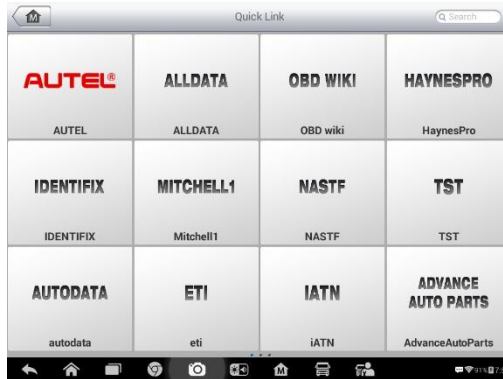 Quick Link
Search
AUTEL®
ALLDATA
OBD WIKI
HAYNESPRO
AUTEL
ALLDATA
OBD wiki
HaynesPro
IDENTIFIX
MITCHELL1
NASTF
TST
IDENTIFIX
Mitchell1
NASTF
TST
AUTODATA
ETI
IATN
ADVANCE
AUTO PARTS
autodata
eti
iATN
AdvanceAutoParts
91%